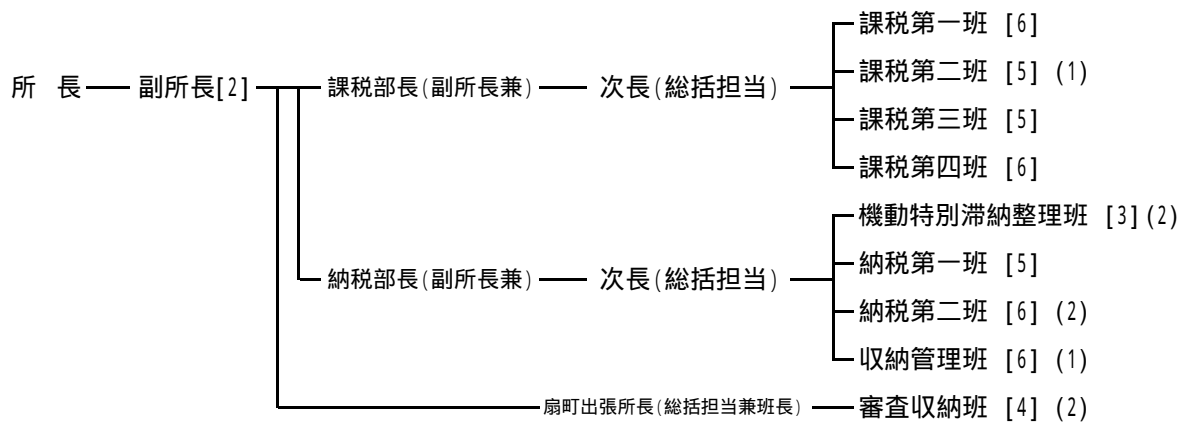 課税第一班 [6]
所 長 副所長[2] 課税部長(副所長兼) 次長(総括担当) 課税第二班 [5] (1)
課税第三班 [5]
課税第四班 [6]
機動特別滞納整理班 [3](2)
納税部長(副所長兼) 次長(総括担当) 納税第一班 [5]
納税第二班 [6] (2)
収納管理班 [6] (1)
扇町出張所長(総括担当兼班長) 審査収納班 [4] (2)